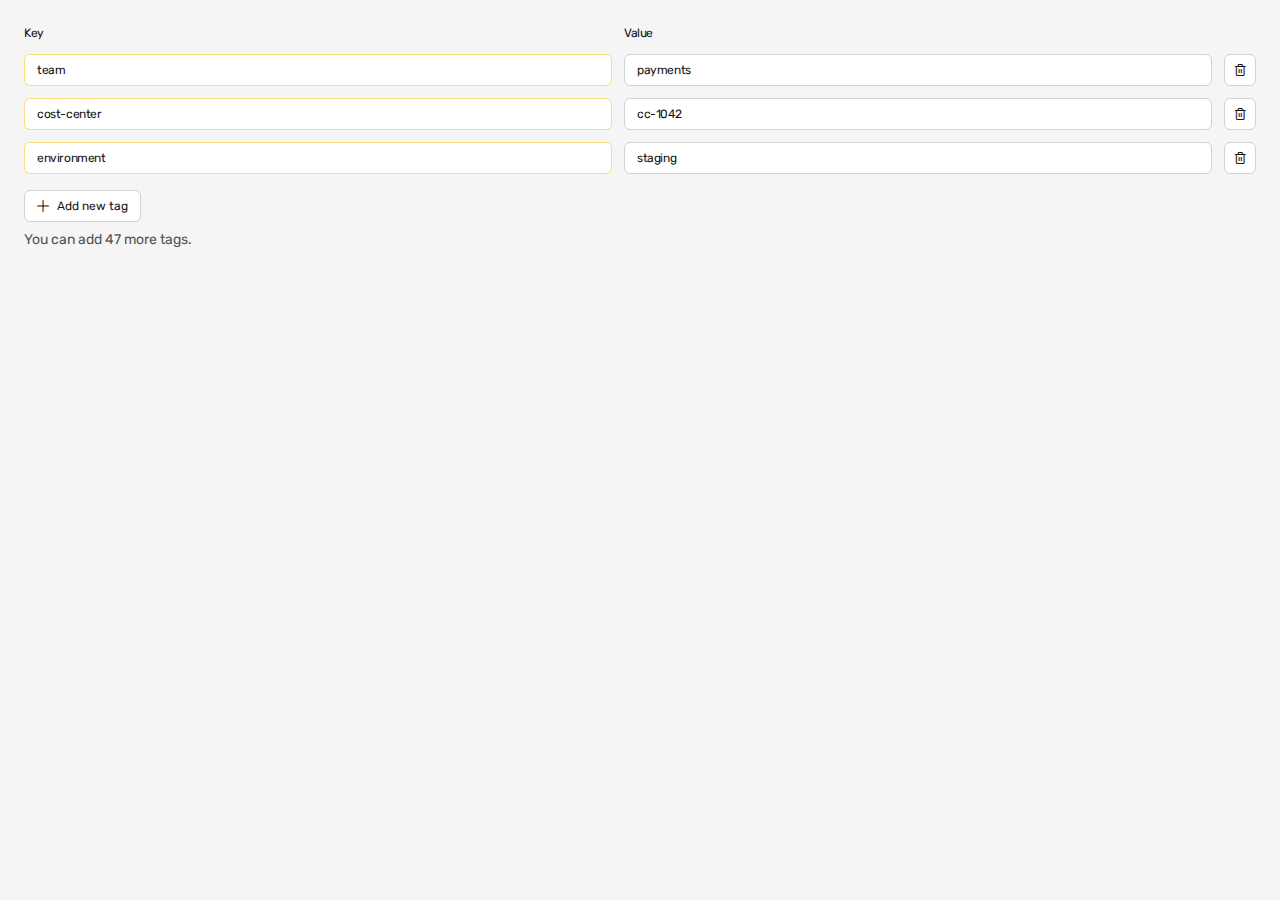 Key Value
team payments
cost-center cc-1042
environment staging
Add new tag
You can add 47 more tags.